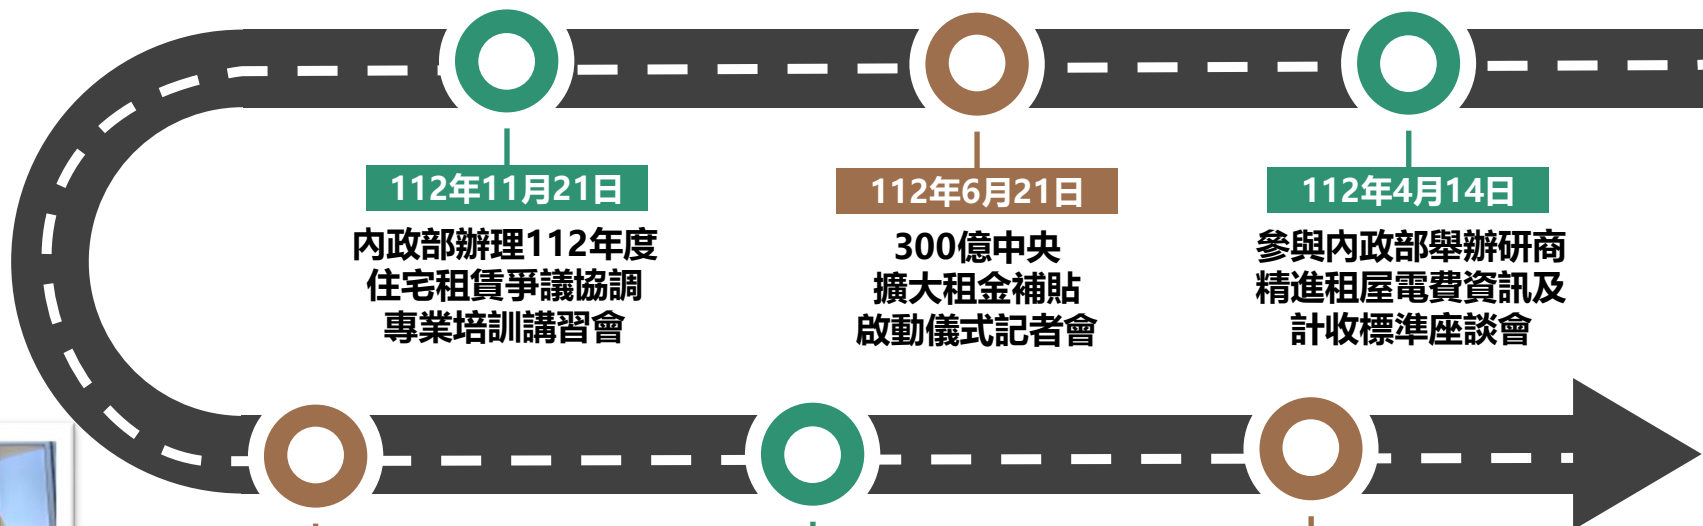 112年11月21日
內政部辦理112年度
住宅租賃爭議協調
專業培訓講習會
112年6月21日
300億中央
擴大租金補貼
啟動儀式記者會
112年4月14日
參與內政部舉辦研商
精進租屋電費資訊及
計收標準座談會